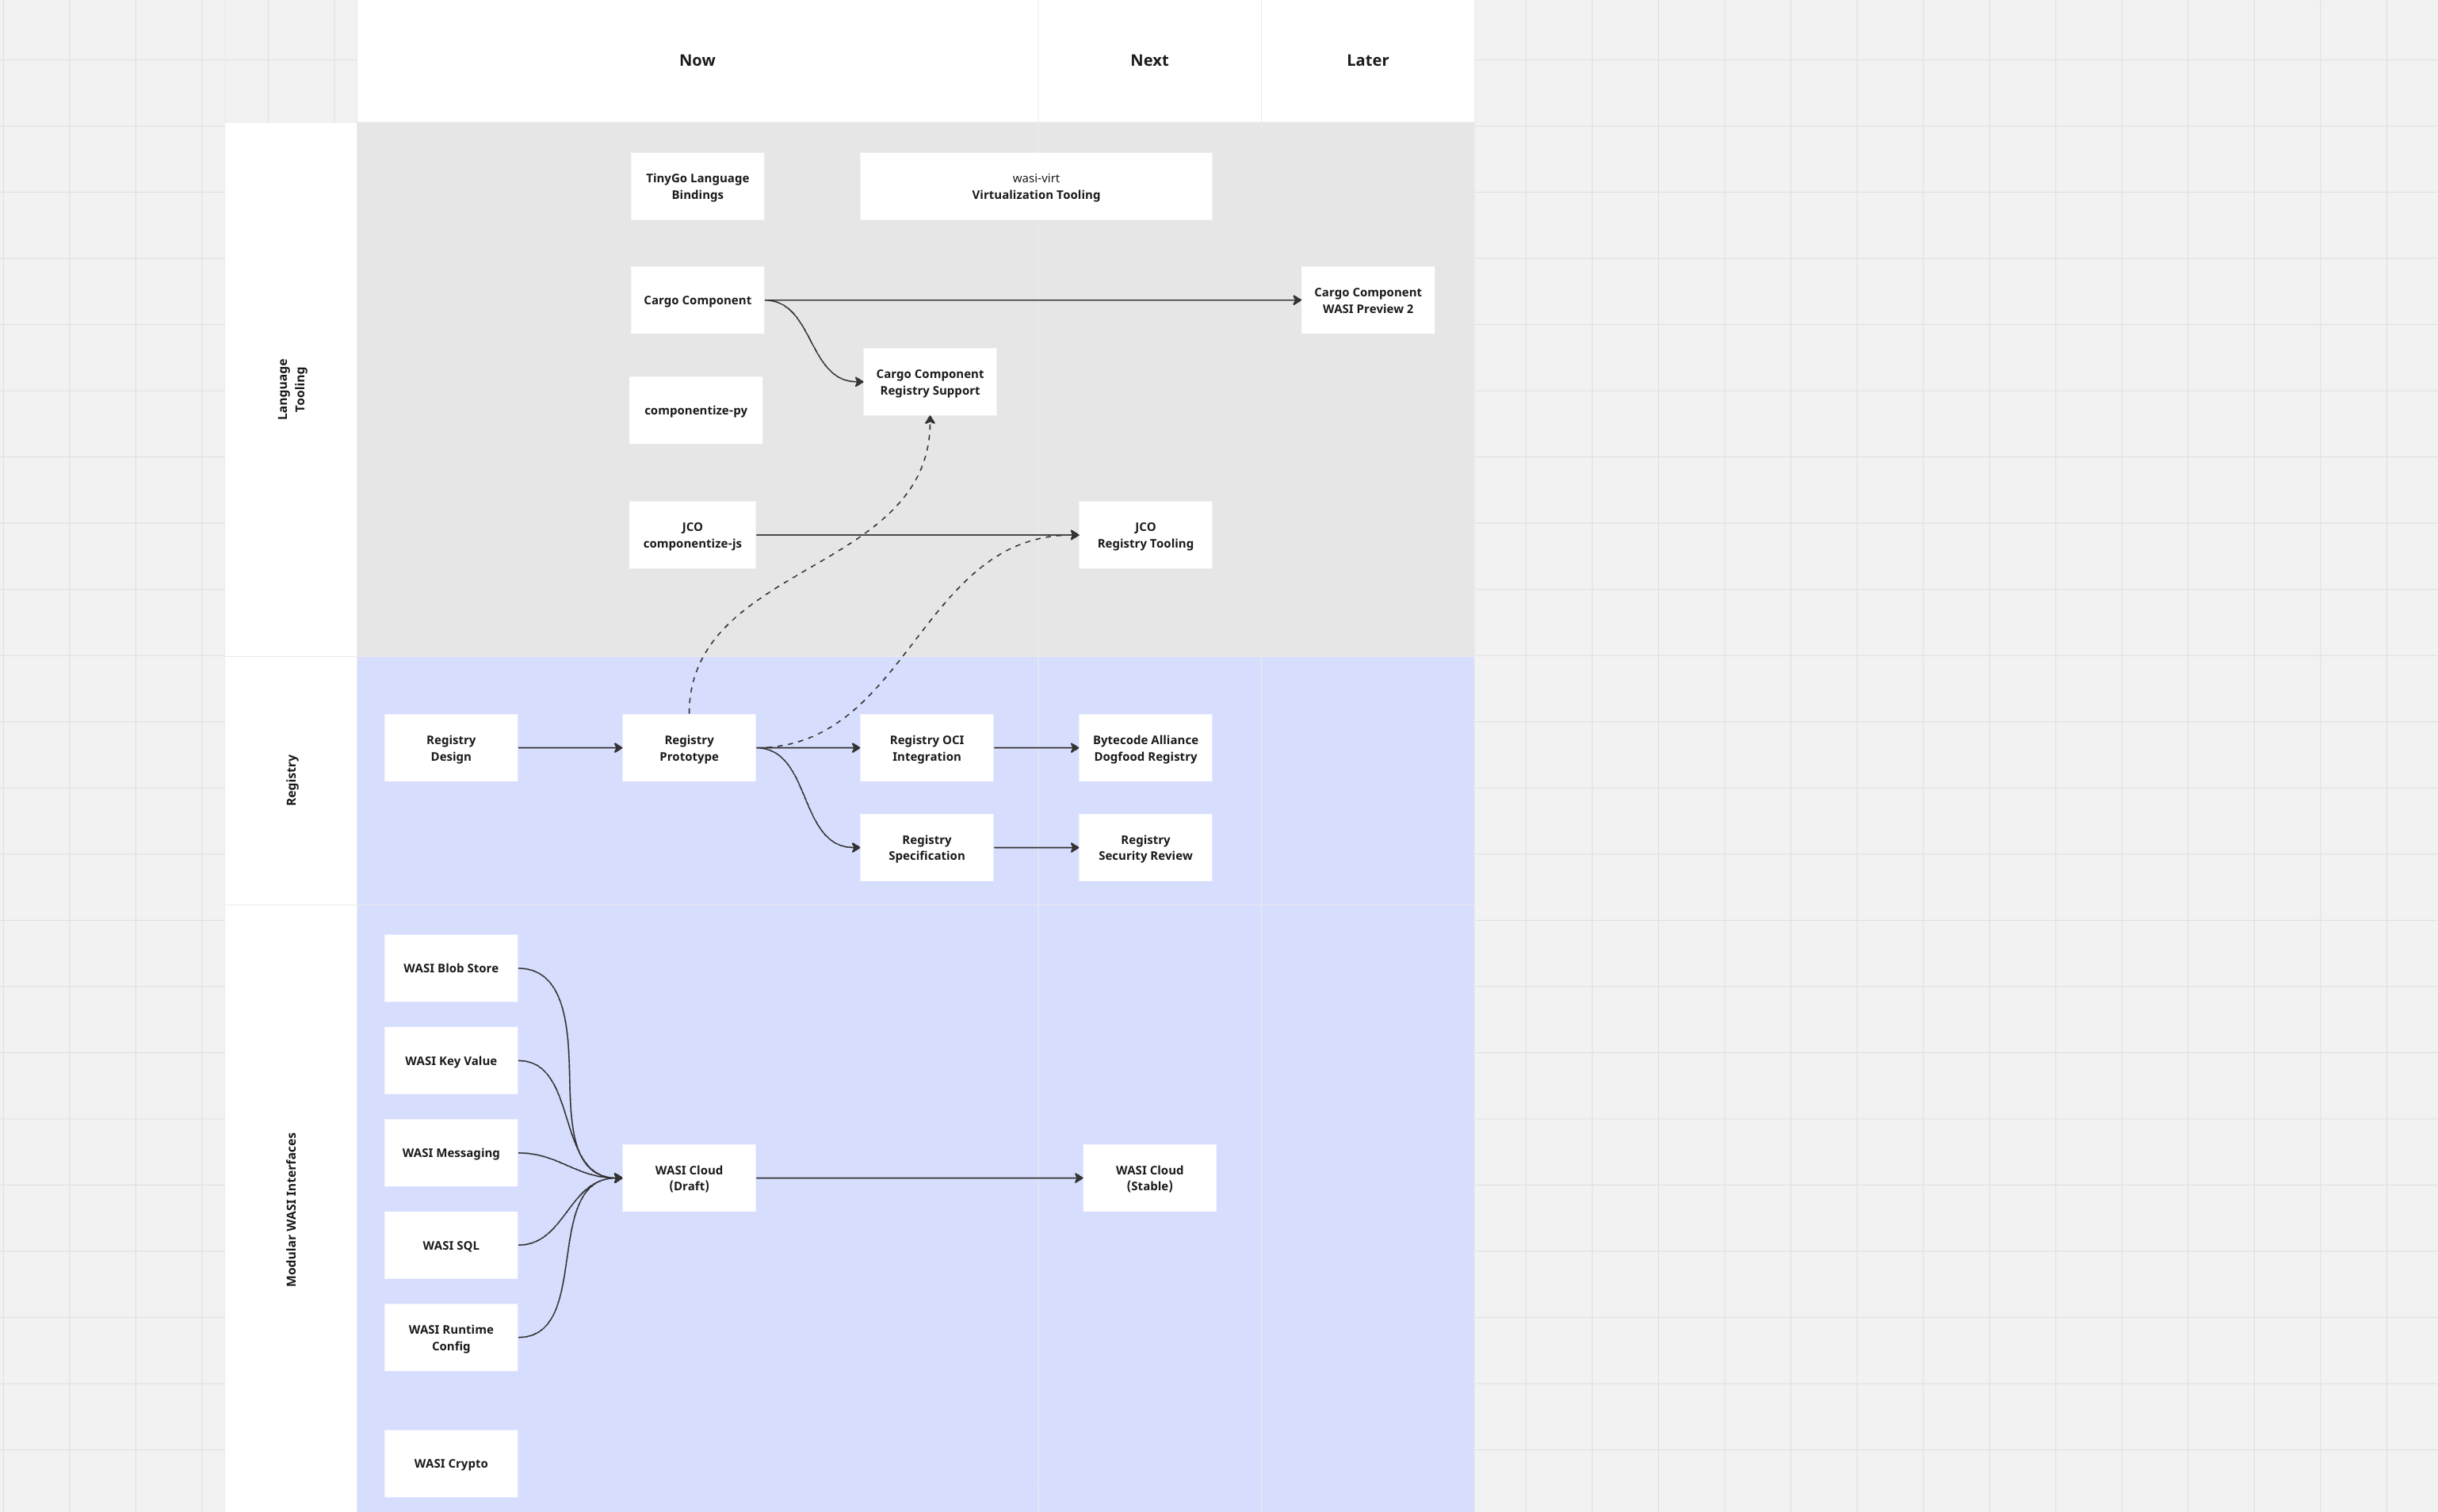 Now
Next
Later
Language
Tooling
TinyGo Language
Bindings
wasi-virt
Virtualization Tooling
Cargo Component
Cargo Component
WASI Preview 2
Cargo Component
Registry Support
componentize-py
JCO
componentize-js
JCO
Registry Tooling
Registry
Registry
Design
Registry
Prototype
Registry OCI
Integration
Bytecode Alliance
Dogfood Registry
Registry
Specification
Registry
Security Review
Modular WASI Interfaces
WASI Blob Store
WASI Key Value
WASI Messaging
WASI Cloud
(Draft)
WASI Cloud
(Stable)
WASI SQL
WASI Runtime
Config
WASI Crypto